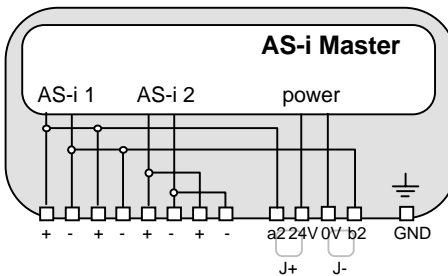 AS-i Master
AS-i 1 AS-i 2 power
+ - + - + - + - a2 24V 0V b2 GND
J+ J-